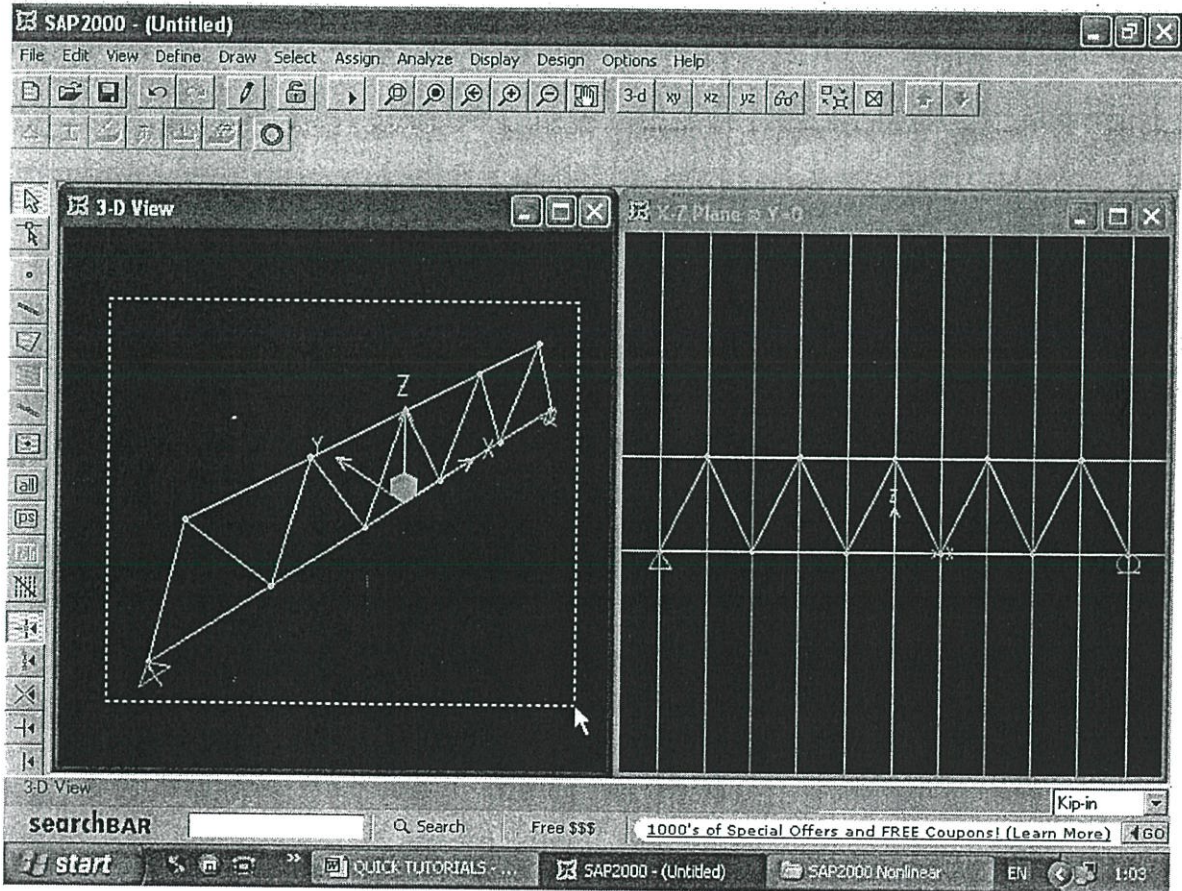 SAP2000 - (Untitled)
File Edit View Define Draw Select Assign Analyze Display Design Options Help
3-d xy xz yz
3-D View
X-Z Plane @ Y=0
Z
Y
X
Z
X
all
ps
3-D View
Kip-in
searchBAR Search Free $$$ 1000's of Special Offers and FREE Coupons! (Learn More) GO
start » QUICK TUTORIALS - ... SAP2000 - (Untitled) SAP2000 Nonlinear EN 1:03